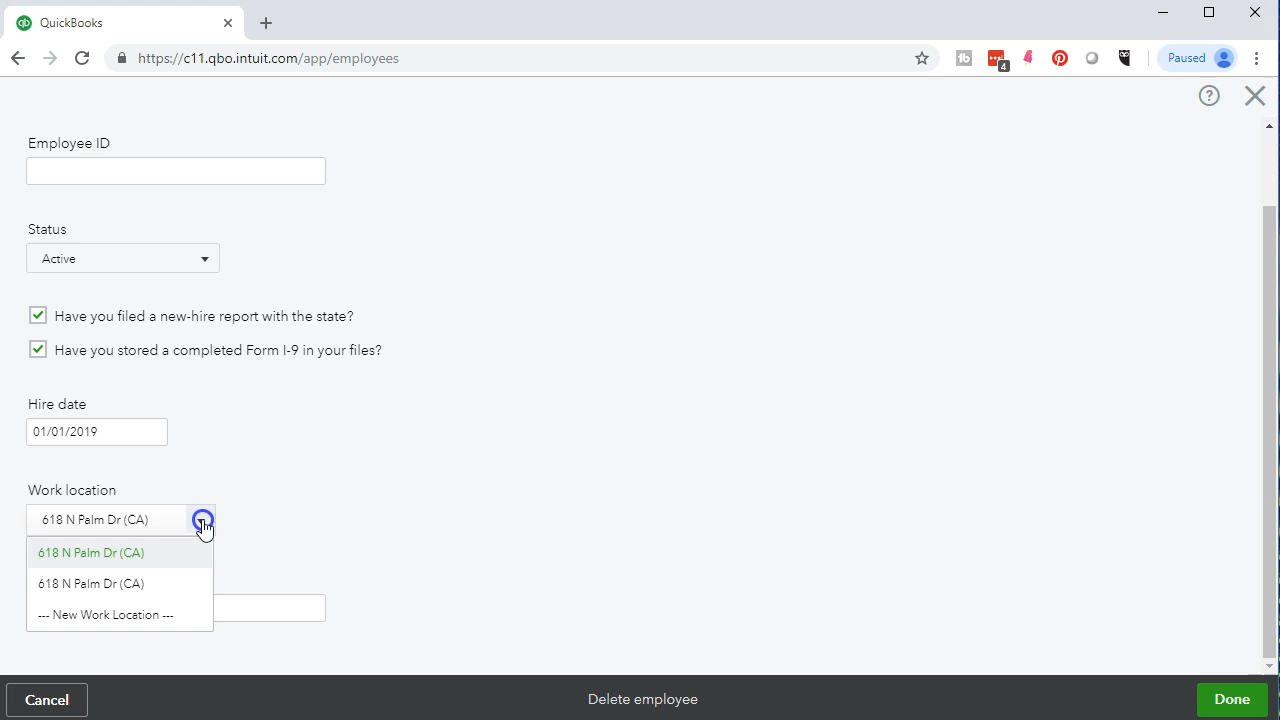 QuickBooks
https://c11.qbo.intuit.com/app/employees
4
Paused
Employee ID
Status
Active
Have you filed a new-hire report with the state?
Have you stored a completed Form I-9 in your files?
Hire date
01/01/2019
Work location
618 N Palm Dr (CA)
618 N Palm Dr (CA)
618 N Palm Dr (CA)
--- New Work Location ---
Cancel
Delete employee
Done